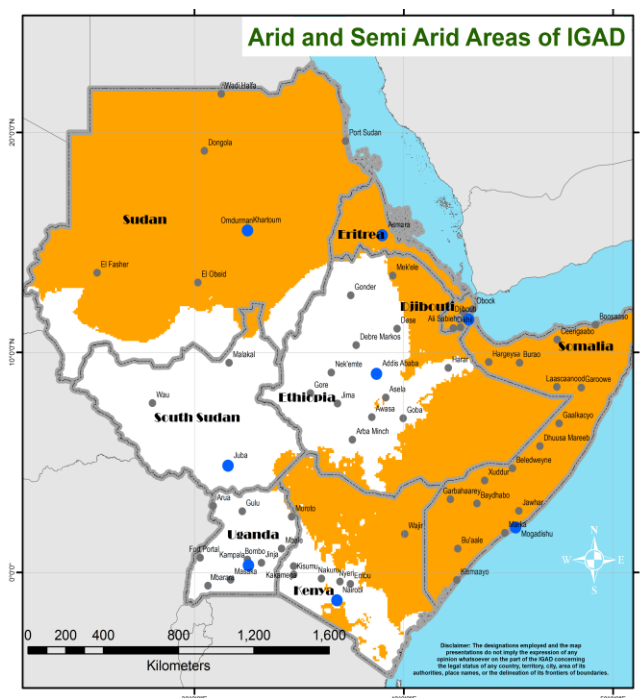 Arid and Semi Arid Areas of IGAD
Wadi Halfa
20°0'0"N
Port Sudan
Dongola
Sudan
Omdurman
Khartoum
Asmara
Eritrea
El Fasher
El Obeid
Mek'ele
Gonder
Djibouti
Obock
Djibouti
Ali Sabieh
Dese
Boosaaso
Debre Markos
Ceerigaabo
Somalia
10°0'0"N
Malakal
Nek'emte
Addis Ababa
Harar
Hargeysa
Burao
Gore
Ethiopia
Jima
Asela
Laascaanood
Garoowe
Wau
South Sudan
Awasa
Goba
Gaalkacyo
Arba Minch
Dhuusa Mareeb
Juba
Beledweyne
Xuddur
Garbahaarey
Baydhabo
Arua
Gulu
Moroto
Jawhar
Wajir
Marka
Mogadishu
Uganda
Mbale
Bu'aale
N
W
E
S
Fort Portal
Kampala
Bombo
Jinja
Kisumu
Nakuru
Nyeri
Embu
0°0'0"
Mbarara
Masaka
Kakamega
Kenya
Nairobi
Kismaayo
0 200 400 800 1,200 1,600
Kilometers
Disclaimer: The designations employed and the map
presentations do not imply the expression of any
opinion whatsoever on the part of the IGAD concerning
the legal status of any country, territory, city, area of its
authorities, place names, or the delineation of its frontiers of boundaries.